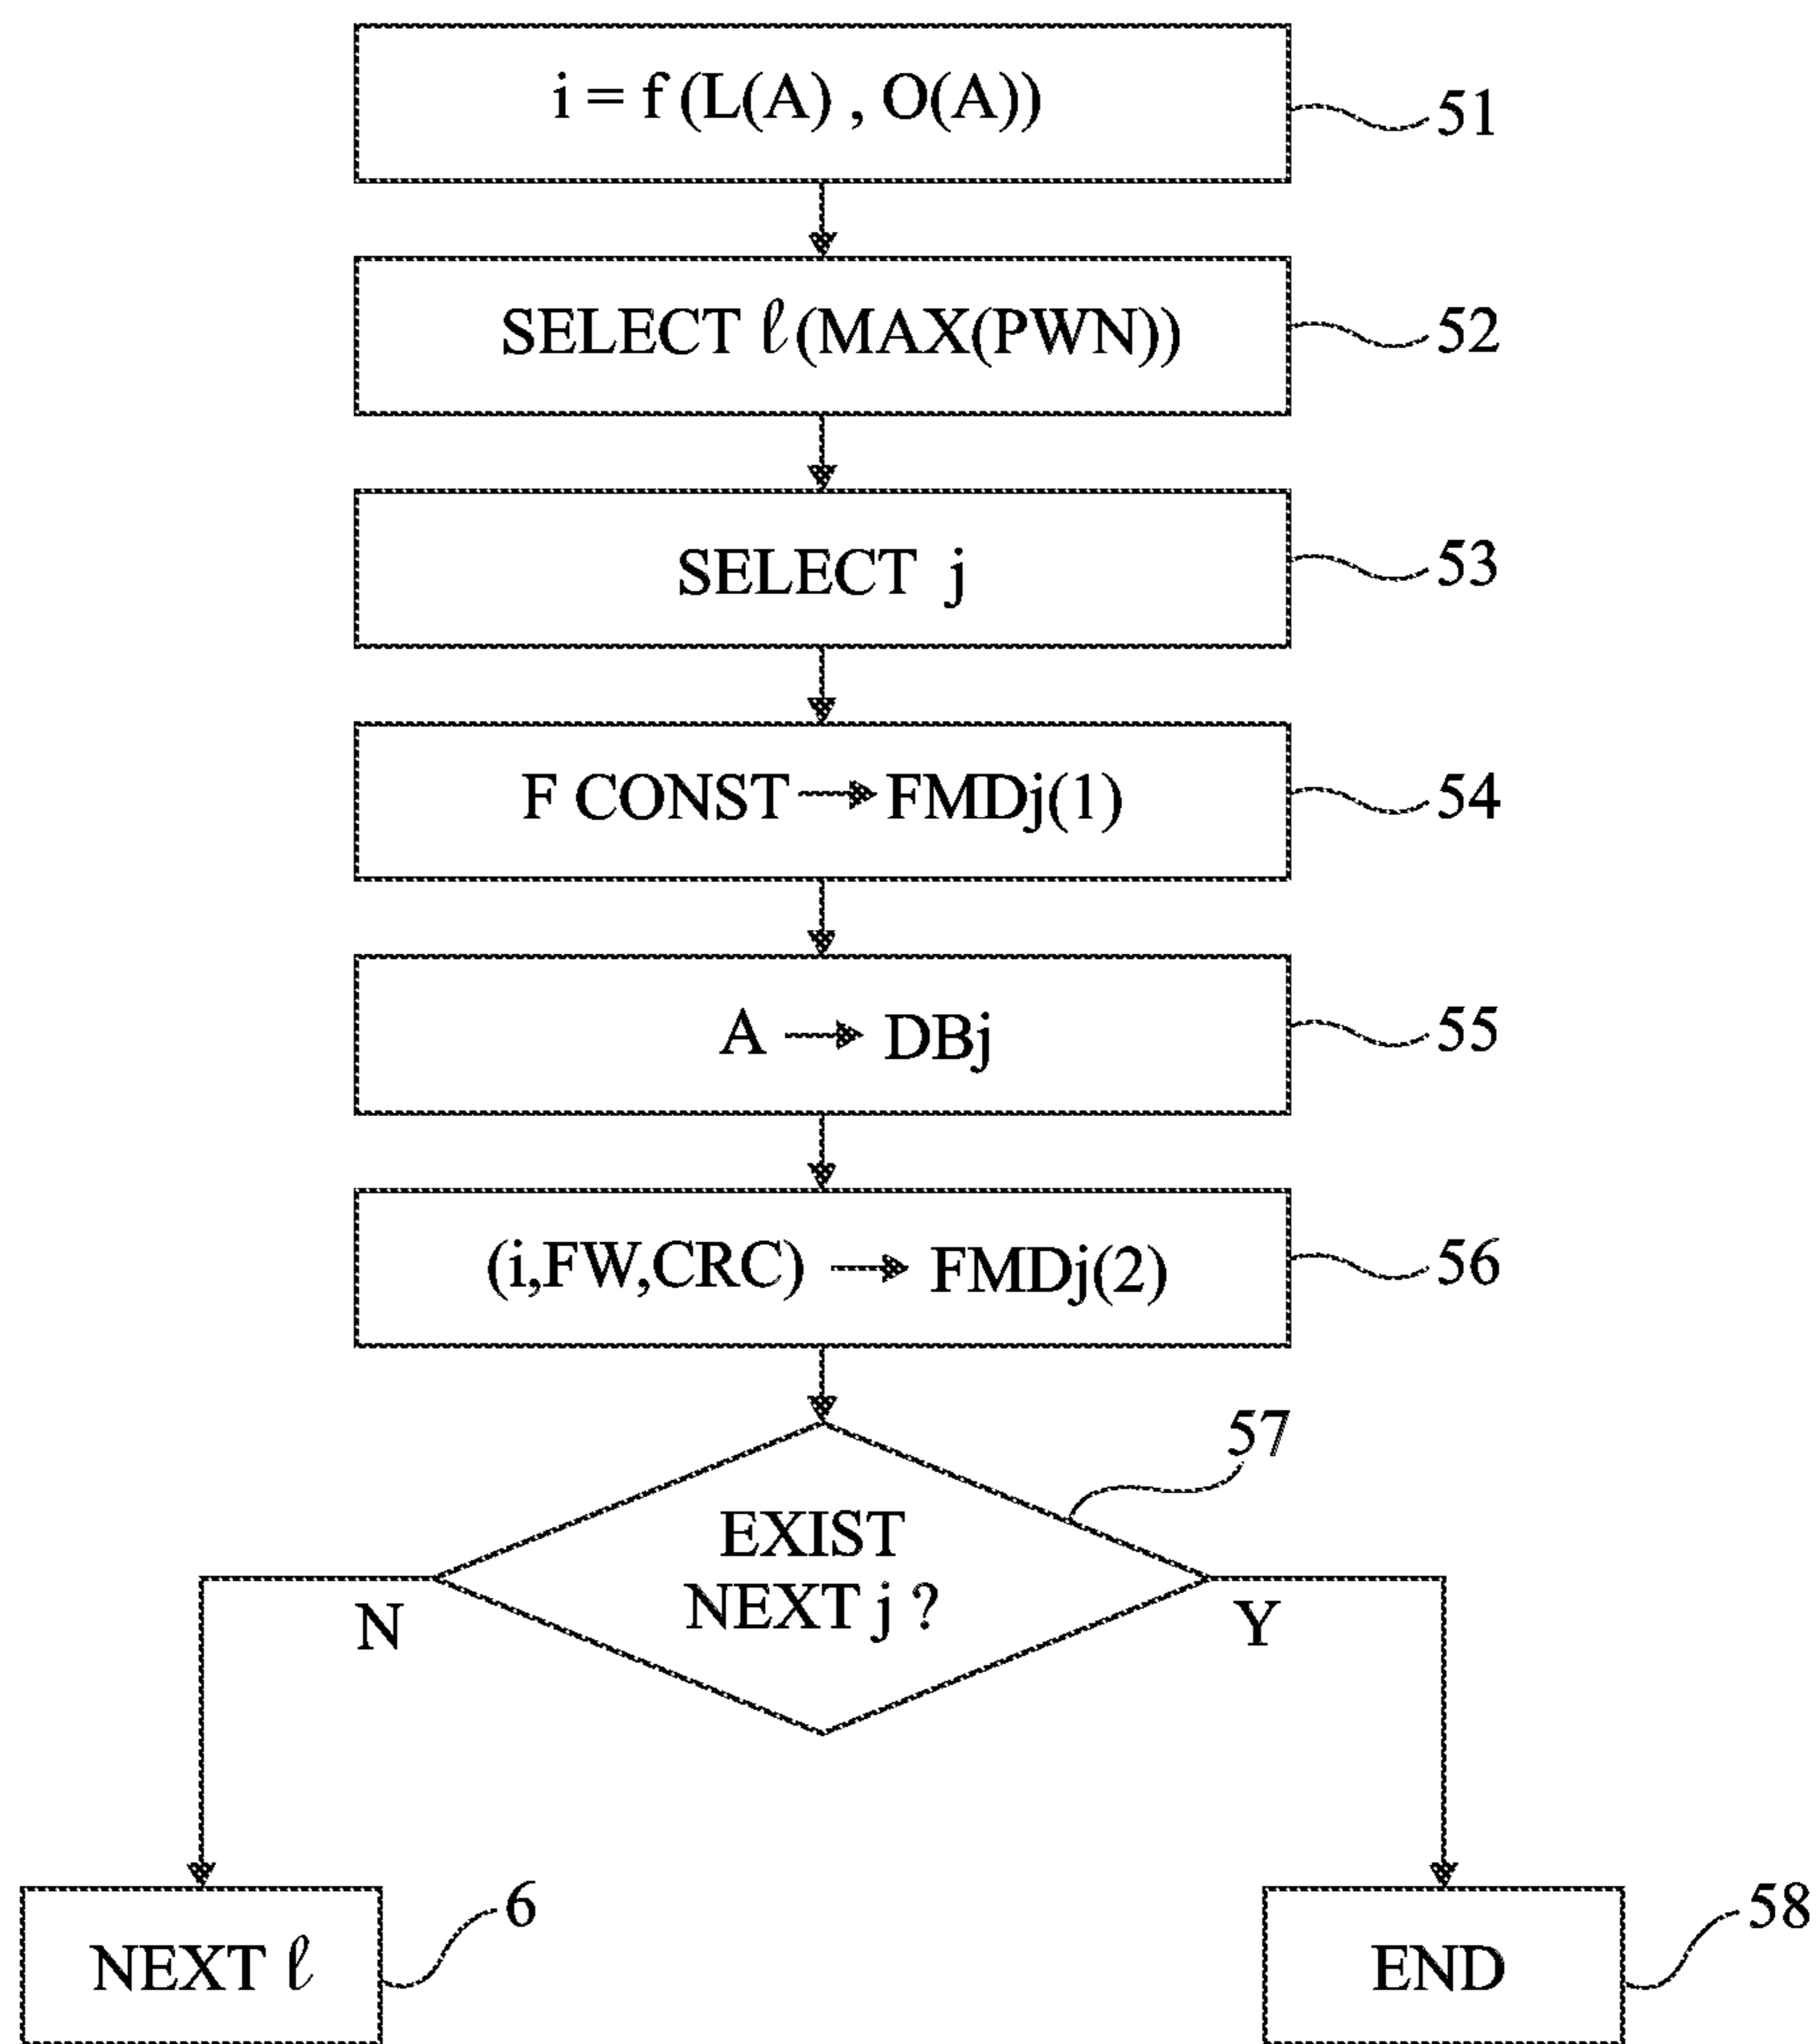 i = f (L(A) , O(A))
51
SELECT ℓ(MAX(PWN))
52
SELECT j
53
F CONST → FMDj(1)
54
A → DBj
55
(i,FW,CRC) → FMDj(2)
56
57
EXIST
NEXT j ?
N
Y
NEXT ℓ
6
END
58